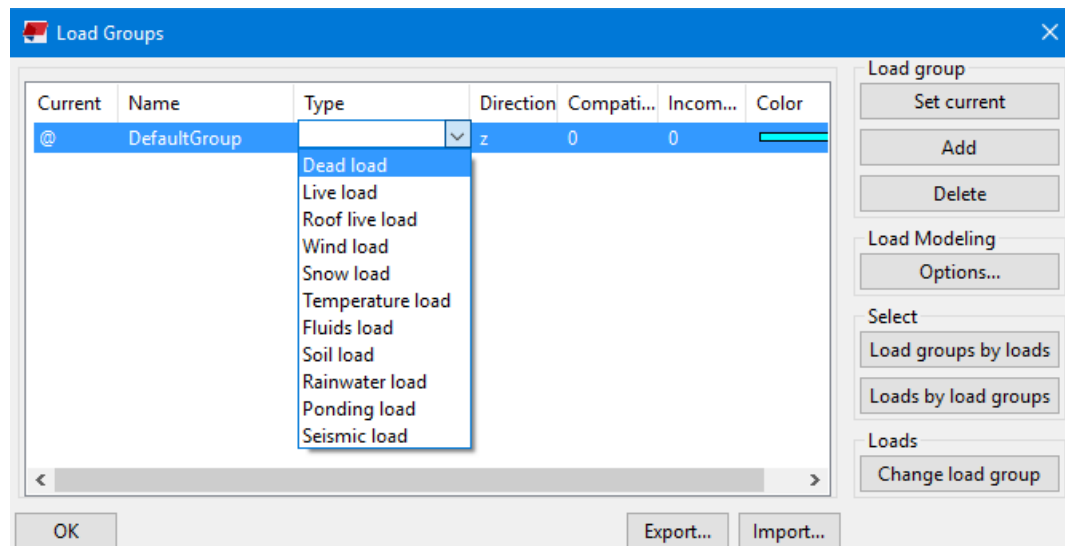 Load Groups
Current Name Type Direction Compati... Incom... Color
@ DefaultGroup z 0 0
Dead load
Live load
Roof live load
Wind load
Snow load
Temperature load
Fluids load
Soil load
Rainwater load
Ponding load
Seismic load
Load group
Set current
Add
Delete
Load Modeling
Options...
Select
Load groups by loads
Loads by load groups
Loads
Change load group
OK Export... Import...